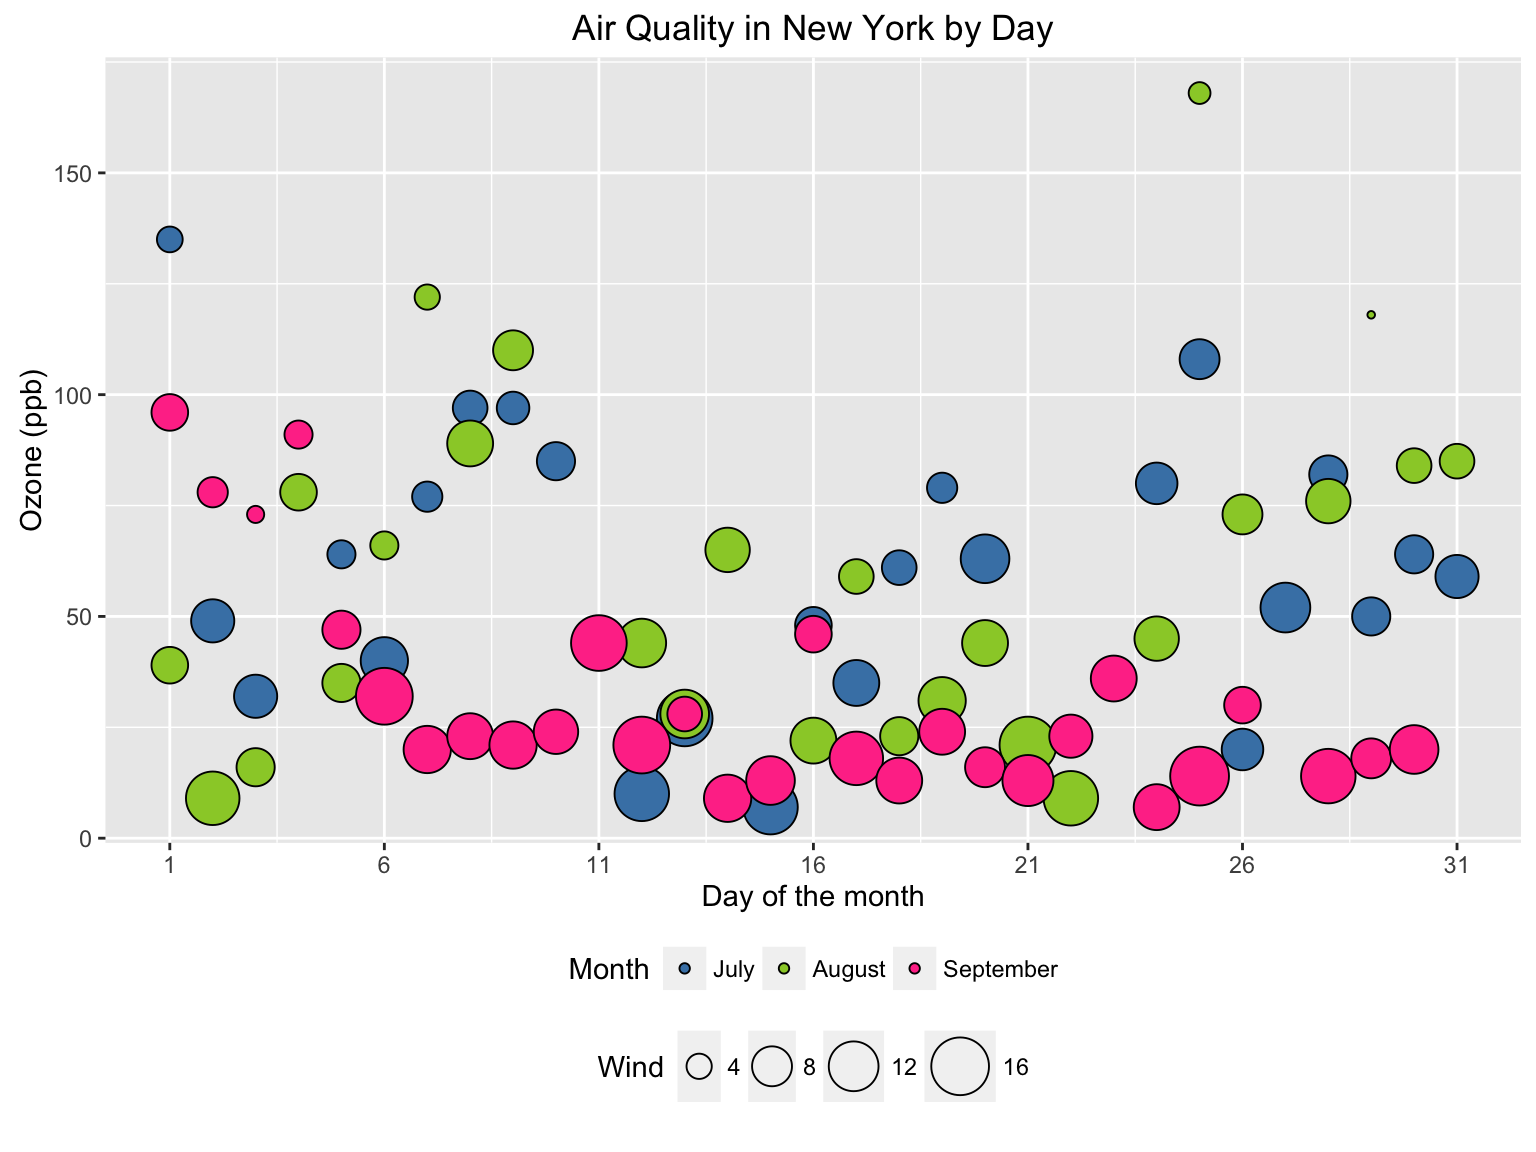 Air Quality in New York by Day
150
100
50
0
Ozone (ppb)
1 6 11 16 21 26 31
Day of the month
Month July August September
Wind 4 8 12 16